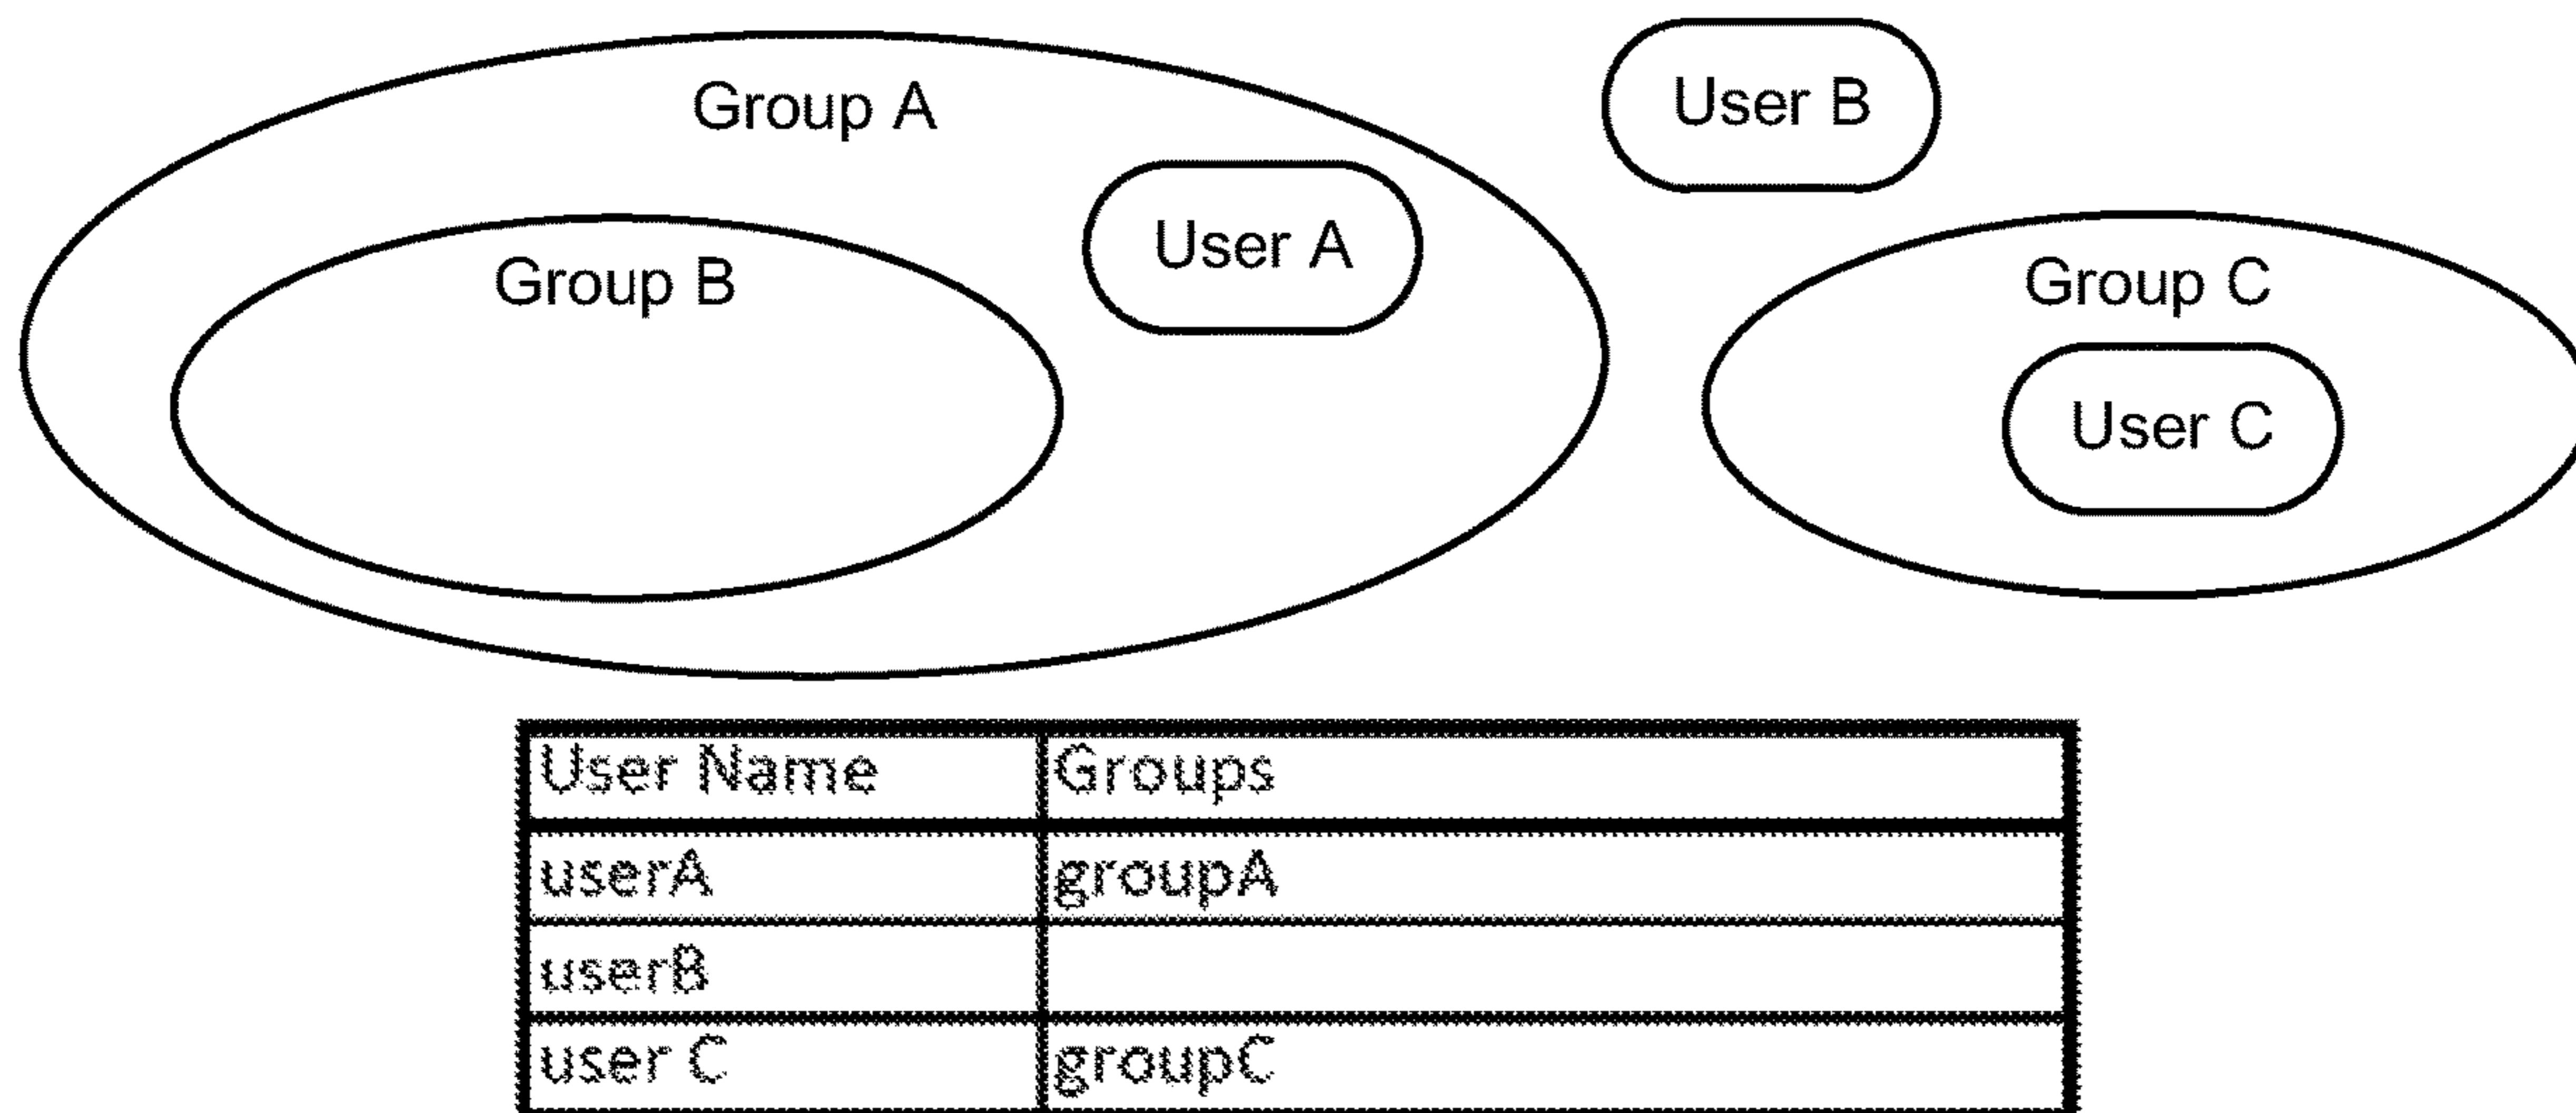 Group A
User B
User A
Group B
Group C
User C
User Name Groups
userA groupA
userB
user C groupC